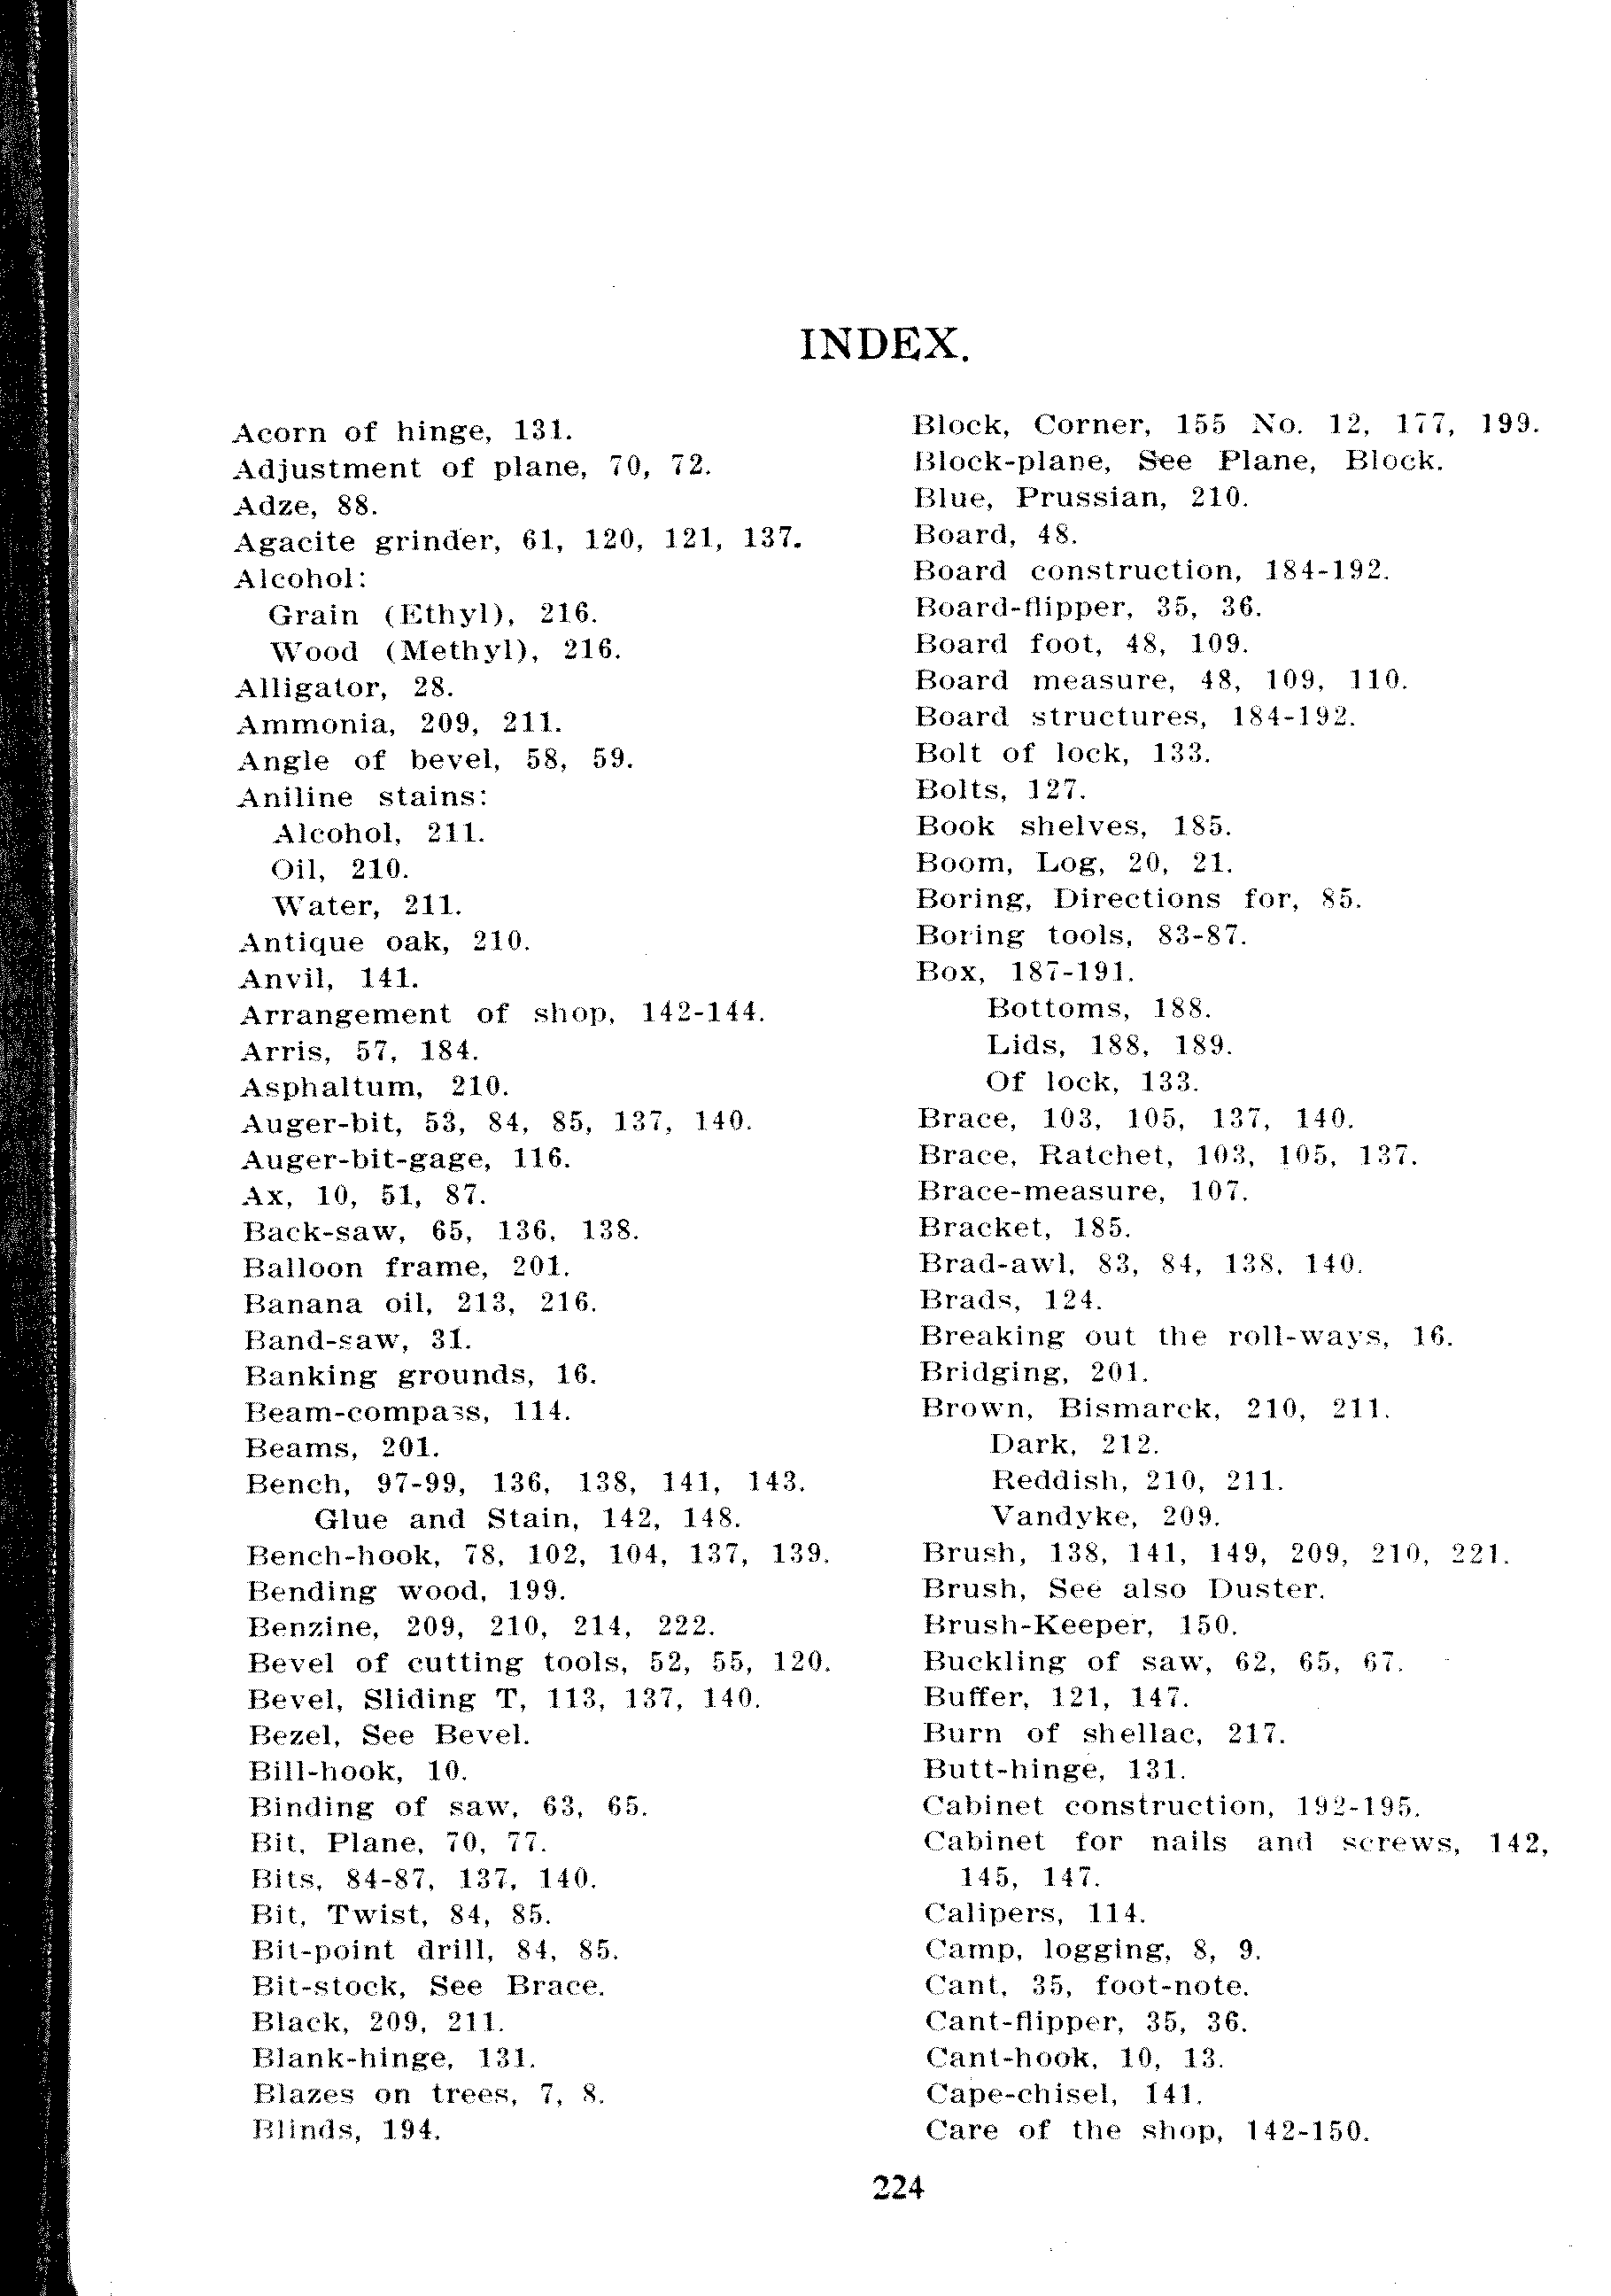 INDEX.
Acorn of hinge, 131.
Adjustment of plane, 70, 72.
Adze, 88.
Agacite grinder, 61, 120, 121, 137.
Alcohol:
Grain (Ethyl), 216.
Wood (Methyl), 216.
Alligator, 28.
Ammonia, 209, 211.
Angle of bevel, 58, 59.
Aniline stains:
Alcohol, 211.
Oil, 210.
Water, 211.
Antique oak, 210.
Anvil, 141.
Arrangement of shop, 142-144.
Arris, 57, 184.
Asphaltum, 210.
Auger-bit, 53, 84, 85, 137, 140.
Auger-bit-gage, 116.
Ax, 10, 51, 87.
Back-saw, 65, 136, 138.
Balloon frame, 201.
Banana oil, 213, 216.
Band-saw, 31.
Banking grounds, 16.
Beam-compass, 114.
Beams, 201.
Bench, 97-99, 136, 138, 141, 143.
Glue and Stain, 142, 148.
Bench-hook, 78, 102, 104, 137, 139.
Bending wood, 199.
Benzine, 209, 210, 214, 222.
Bevel of cutting tools, 52, 55, 120.
Bevel, Sliding T, 113, 137, 140.
Bezel, See Bevel.
Bill-hook, 10.
Binding of saw, 63, 65.
Bit, Plane, 70, 77.
Bits, 84-87, 137, 140.
Bit, Twist, 84, 85.
Bit-point drill, 84, 85.
Bit-stock, See Brace.
Black, 209, 211.
Blank-hinge, 131.
Blazes on trees, 7, 8.
Blinds, 194.
Block, Corner, 155 No. 12, 177, 199.
Block-plane, See Plane, Block.
Blue, Prussian, 210.
Board, 48.
Board construction, 184-192.
Board-flipper, 35, 36.
Board foot, 48, 109.
Board measure, 48, 109, 110.
Board structures, 184-192.
Bolt of lock, 133.
Bolts, 127.
Book shelves, 185.
Boom, Log, 20, 21.
Boring, Directions for, 85.
Boring tools, 83-87.
Box, 187-191.
Bottoms, 188.
Lids, 188, 189.
Of lock, 133.
Brace, 103, 105, 137, 140.
Brace, Ratchet, 103, 105, 137.
Brace-measure, 107.
Bracket, 185.
Brad-awl, 83, 84, 138, 140.
Brads, 124.
Breaking out the roll-ways, 16.
Bridging, 201.
Brown, Bismarck, 210, 211.
Dark, 212.
Reddish, 210, 211.
Vandyke, 209.
Brush, 138, 141, 149, 209, 210, 221.
Brush, See also Duster.
Brush-Keeper, 150.
Buckling of saw, 62, 65, 67.
Buffer, 121, 147.
Burn of shellac, 217.
Butt-hinge, 131.
Cabinet construction, 192-195.
Cabinet for nails and screws, 142,
145, 147.
Calipers, 114.
Camp, logging, 8, 9.
Cant, 35, foot-note.
Cant-flipper, 35, 36.
Cant-hook, 10, 13.
Cape-chisel, 141.
Care of the shop, 142-150.
224